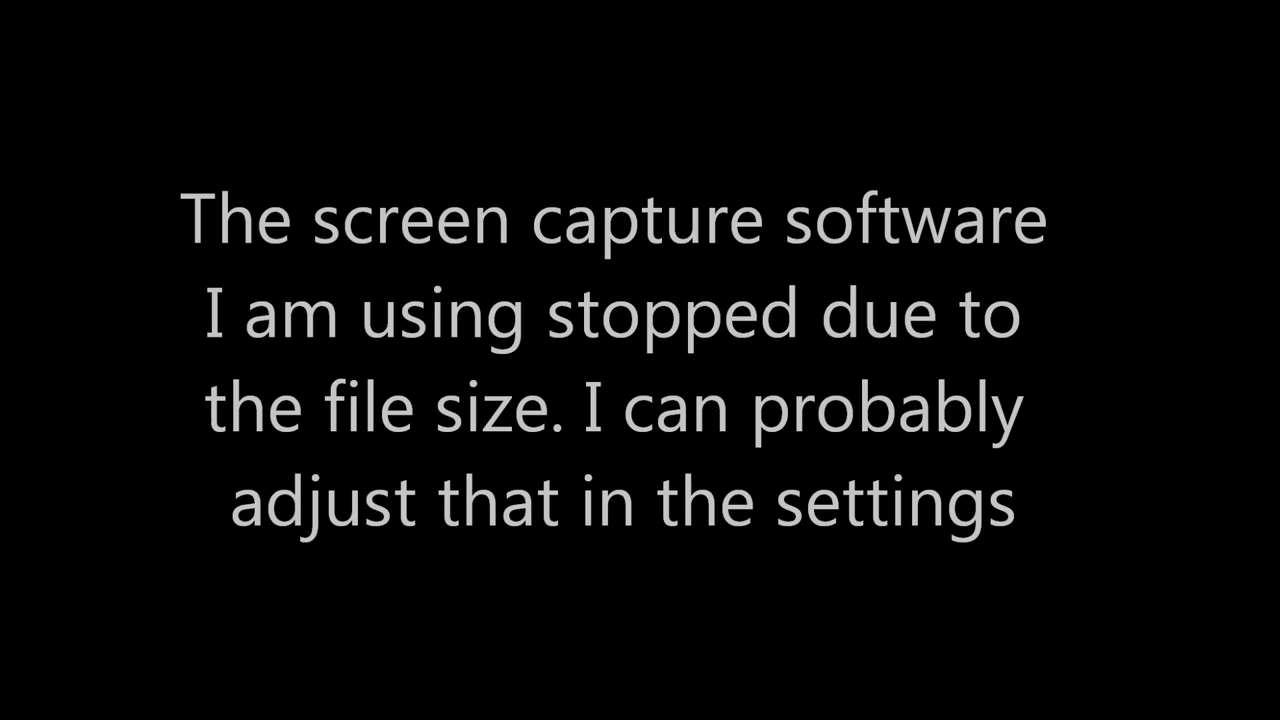 The screen capture software
I am using stopped due to
the file size. I can probably
adjust that in the settings